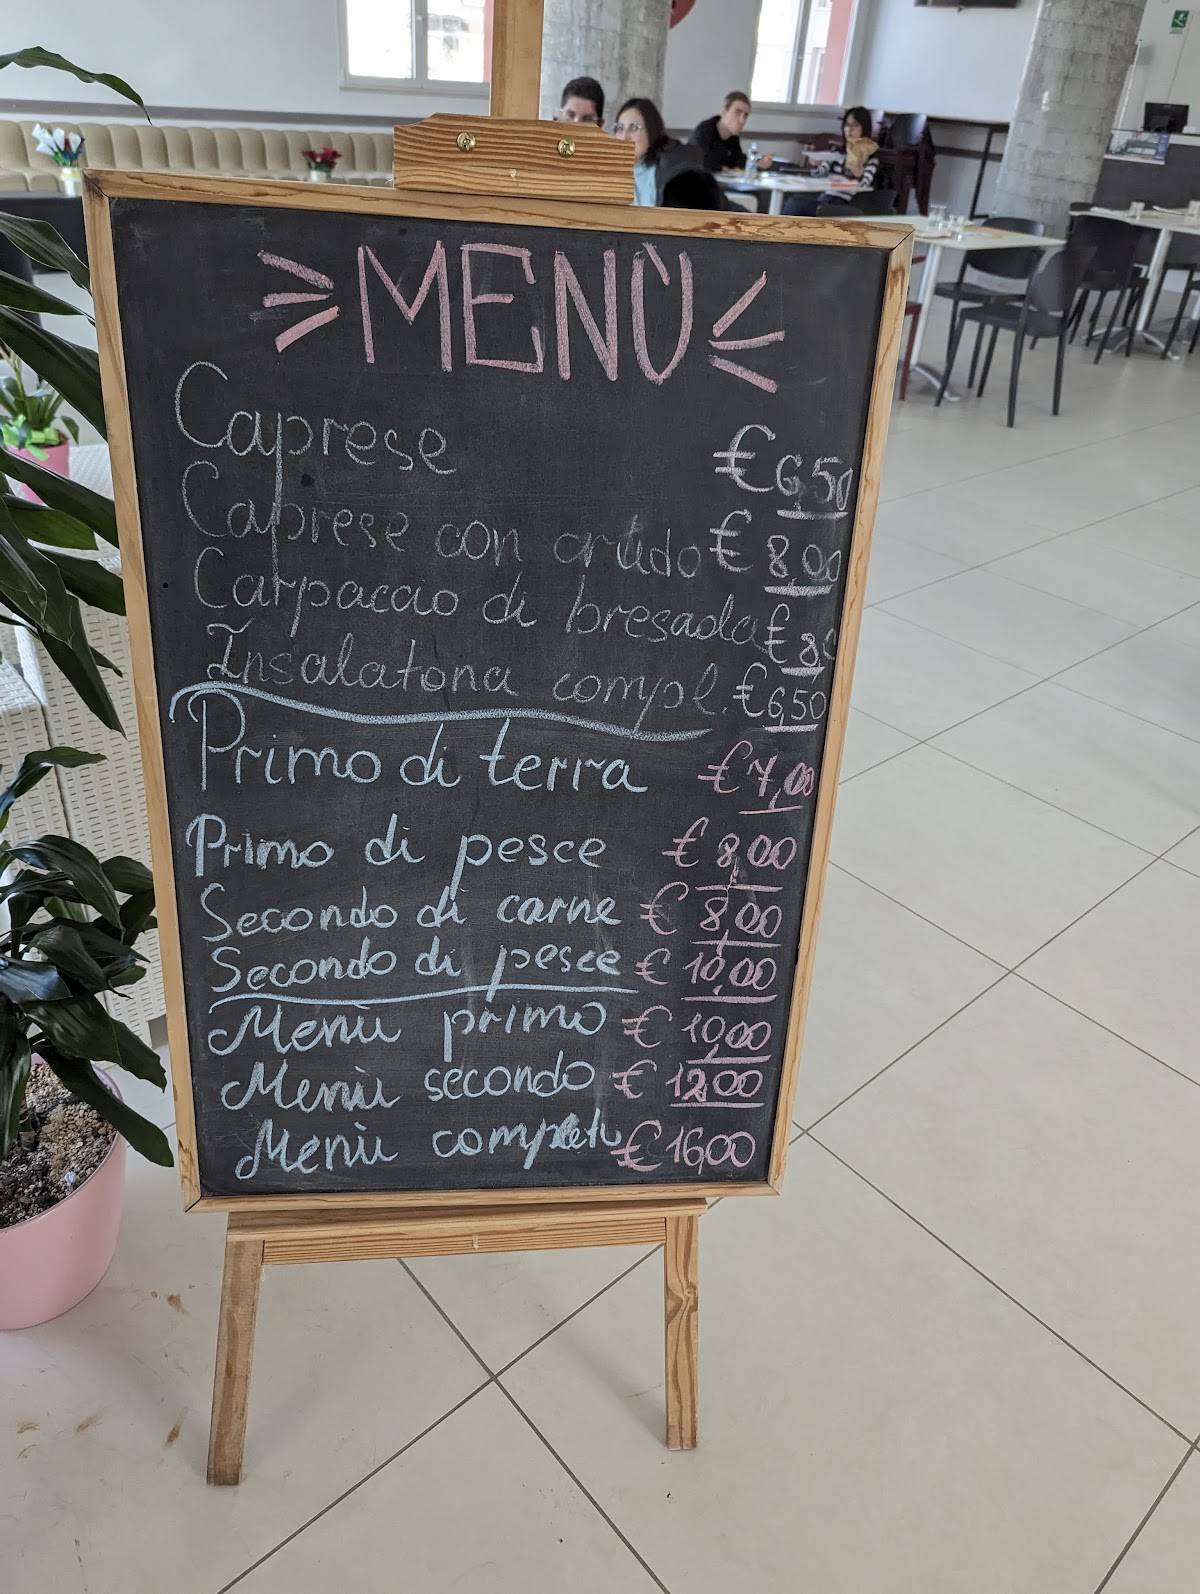 MENÙ
Caprese € 6,50
Caprese con crudo € 8,00
Carpaccio di bresaola € 8,
Insalatona compl. € 6,50
Primo di terra € 7,00
Primo di pesce € 8,00
Secondo di carne € 8,00
Secondo di pesce € 10,00
Menù primo € 10,00
Menù secondo € 12,00
Menù completo € 16,00